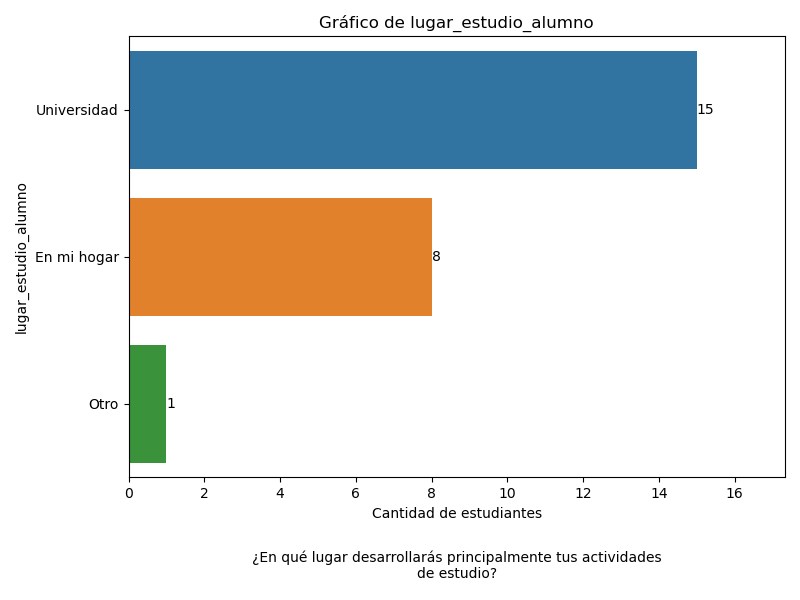 Gráfico de lugar_estudio_alumno
lugar_estudio_alumno
Universidad
15
En mi hogar
8
Otro
1
0 2 4 6 8 10 12 14 16
Cantidad de estudiantes
¿En qué lugar desarrollarás principalmente tus actividades
de estudio?